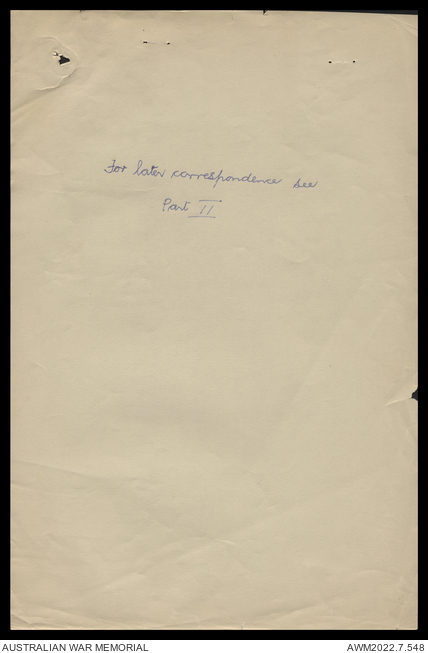 For later correspondence see
Part II
AUSTRALIAN WAR MEMORIAL
AWM2022.7.548